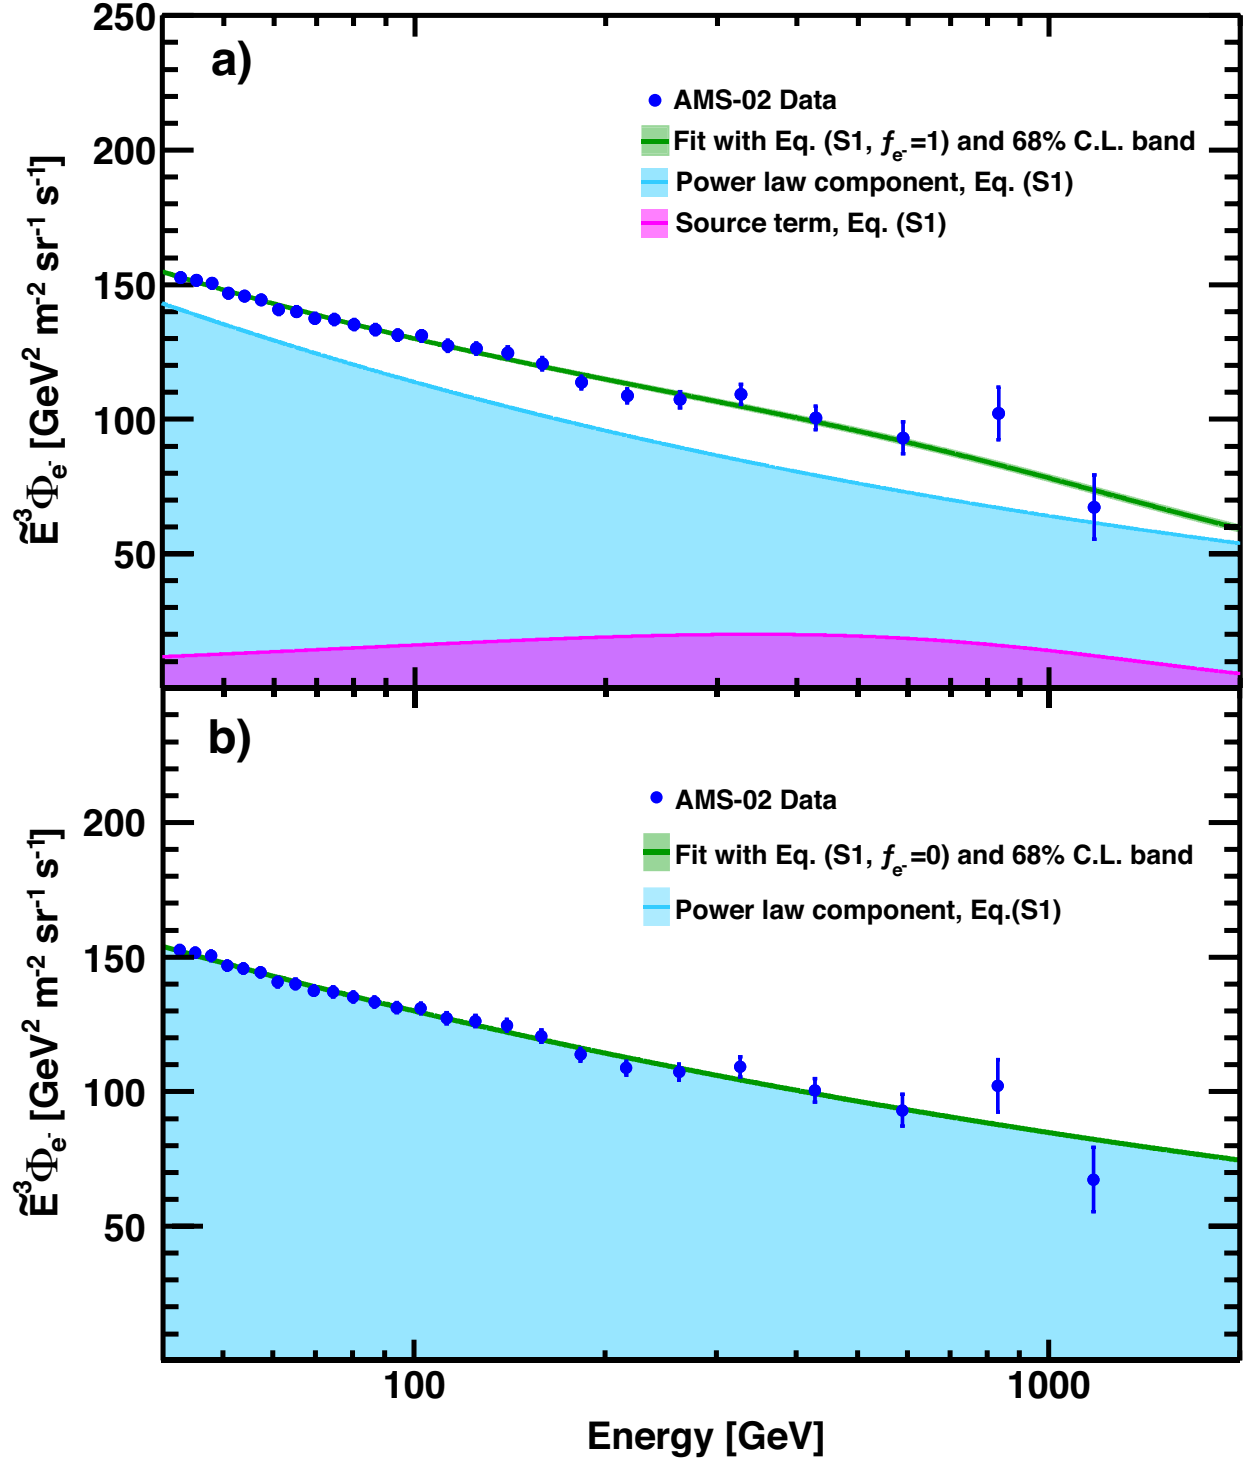 a)
250
200
150
100
50
Ẽ³Φe⁻ [GeV² m⁻² sr⁻¹ s⁻¹]
AMS-02 Data
Fit with Eq. (S1, fe⁻=1) and 68% C.L. band
Power law component, Eq. (S1)
Source term, Eq. (S1)
b)
200
150
100
50
Ẽ³Φe⁻ [GeV² m⁻² sr⁻¹ s⁻¹]
AMS-02 Data
Fit with Eq. (S1, fe⁻=0) and 68% C.L. band
Power law component, Eq.(S1)
100 1000
Energy [GeV]